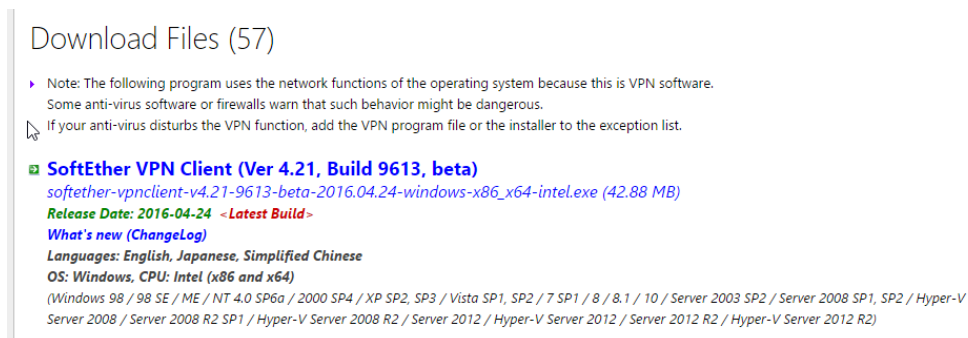 Download Files (57)
Note: The following program uses the network functions of the operating system because this is VPN software.
Some anti-virus software or firewalls warn that such behavior might be dangerous.
If your anti-virus disturbs the VPN function, add the VPN program file or the installer to the exception list.
SoftEther VPN Client (Ver 4.21, Build 9613, beta)
softether-vpnclient-v4.21-9613-beta-2016.04.24-windows-x86_x64-intel.exe (42.88 MB)
Release Date: 2016-04-24 <Latest Build>
What's new (ChangeLog)
Languages: English, Japanese, Simplified Chinese
OS: Windows, CPU: Intel (x86 and x64)
(Windows 98 / 98 SE / ME / NT 4.0 SP6a / 2000 SP4 / XP SP2, SP3 / Vista SP1, SP2 / 7 SP1 / 8 / 8.1 / 10 / Server 2003 SP2 / Server 2008 SP1, SP2 / Hyper-V
Server 2008 / Server 2008 R2 SP1 / Hyper-V Server 2008 R2 / Server 2012 / Hyper-V Server 2012 / Server 2012 R2 / Hyper-V Server 2012 R2)